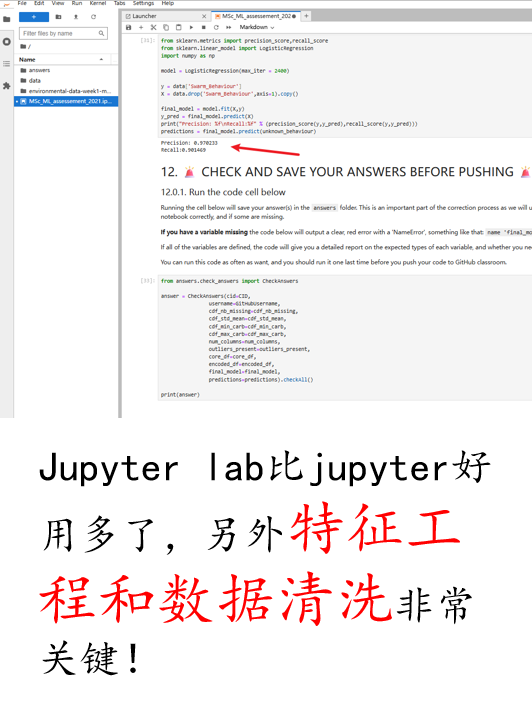 File Edit View Run Kernel Tabs Settings Help
Launcher
MSc_ML_assessement_202
Filter files by name
/
Name
answers
data
environmental-data-week1-m...
MSc_ML_assessement_2021.ip...
Markdown
[35]:
from sklearn.metrics import precision_score,recall_score
from sklearn.linear_model import LogisticRegression
import numpy as np
model = LogisticRegression(max_iter = 2400)
y = data['Swarm_Behaviour']
X = data.drop('Swarm_Behaviour',axis=1).copy()
final_model = model.fit(X,y)
y_pred = final_model.predict(X)
print("Precision: %f\nRecall:%f" % (precision_score(y,y_pred),recall_score(y,y_pred)))
predictions = final_model.predict(unknown_behaviour)
Precision: 0.970233
Recall:0.901469
12. 🚨 CHECK AND SAVE YOUR ANSWERS BEFORE PUSHING 🚨
12.0.1. Run the code cell below
Running the cell below will save your answer(s) in the answers folder. This is an important part of the correction process as we will u
notebook correctly, and if some are missing.
If you have a variable missing the code below will output a clear, red error with a 'NameError', something like that: name 'final_mo
If all of the variables are defined, the code will give you a detailed report on the expected types of each variable, and whether you ne
You can run this code as often as want, and you should run it one last time before you push your code to GitHub classroom.
from answers.check_answers import CheckAnswers
answer = CheckAnswers(cid=CID,
username=GitHubUsername,
cdf_nb_missing=cdf_nb_missing,
cdf_std_mean=cdf_std_mean,
cdf_min_carb=cdf_min_carb,
cdf_max_carb=cdf_max_carb,
num_columns=num_columns,
outliers_present=outliers_present,
core_df=core_df,
encoded_df=encoded_df,
final_model=final_model,
predictions=predictions).checkAll()
print(answer)
Jupyter lab比jupyter好
用多了，另外特征工
程和数据清洗非常
关键！